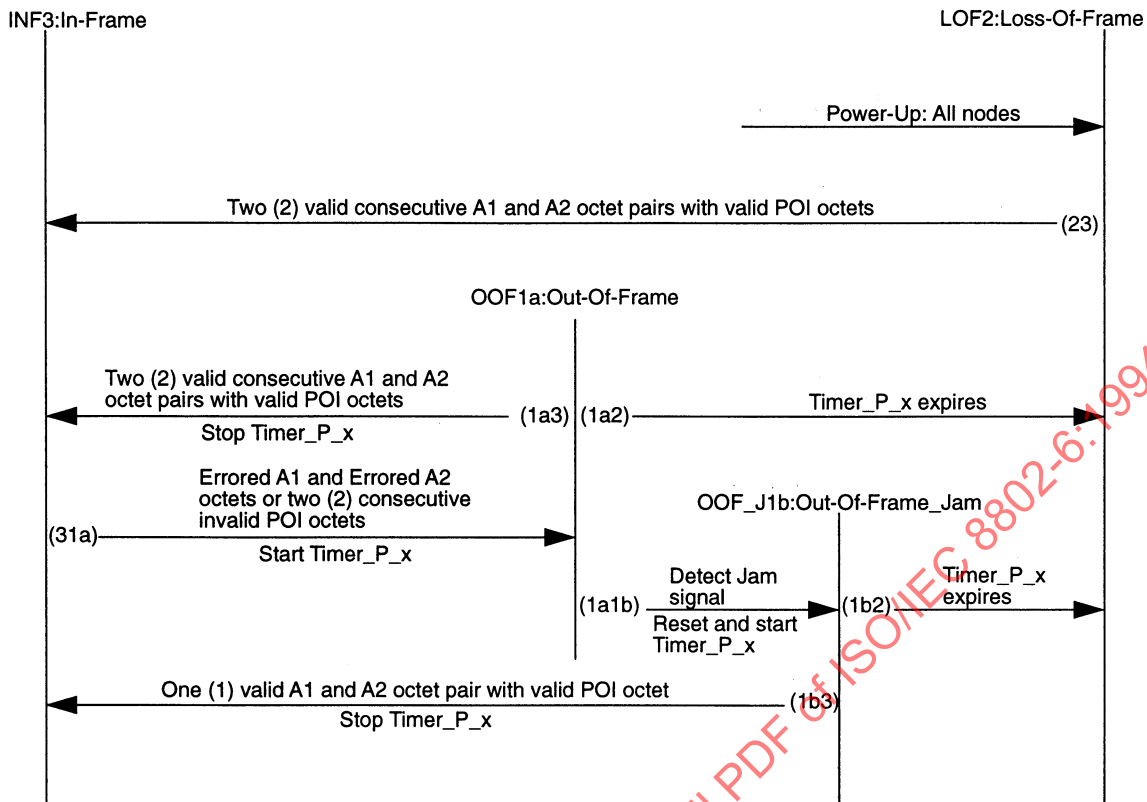 INF3:In-Frame
LOF2:Loss-Of-Frame
Power-Up: All nodes
Two (2) valid consecutive A1 and A2 octet pairs with valid POI octets
(23)
OOF1a:Out-Of-Frame
Two (2) valid consecutive A1 and A2
octet pairs with valid POI octets
Stop Timer_P_x
(1a3)
(1a2)
Timer_P_x expires
Errored A1 and Errored A2
octets or two (2) consecutive
invalid POI octets
(31a)
Start Timer_P_x
OOF_J1b:Out-Of-Frame_Jam
Detect Jam
signal
(1a1b)
Reset and start
Timer_P_x
(1b2)
Timer_P_x
expires
One (1) valid A1 and A2 octet pair with valid POI octet
(1b3)
Stop Timer_P_x
PDF of ISO/IEC 8802-6:1994